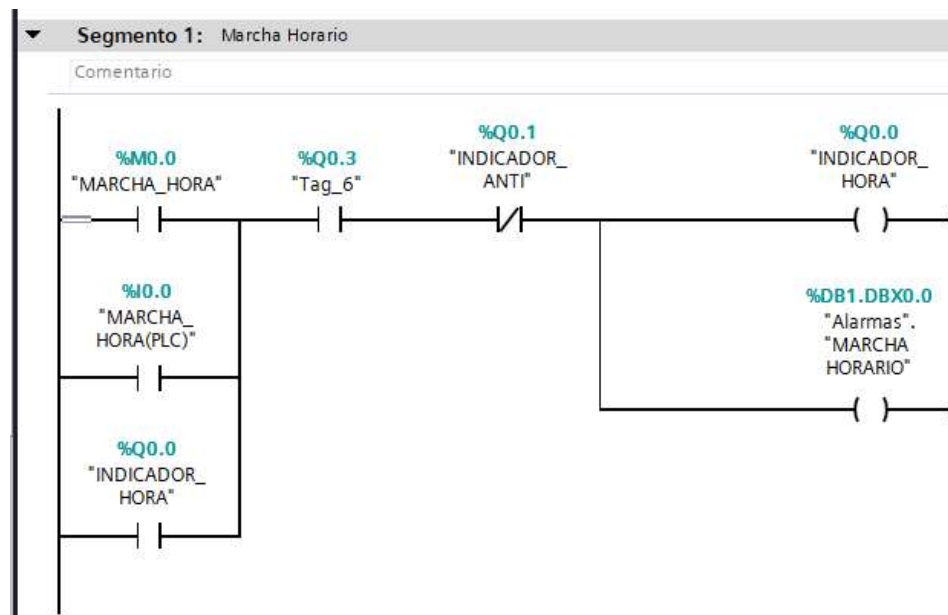 Segmento 1: Marcha Horario
Comentario
%M0.0
"MARCHA_HORA"
%Q0.3
"Tag_6"
%Q0.1
"INDICADOR_
ANTI"
%Q0.0
"INDICADOR_
HORA"
%I0.0
"MARCHA_
HORA(PLC)"
%DB1.DBX0.0
"Alarmas".
"MARCHA
HORARIO"
%Q0.0
"INDICADOR_
HORA"